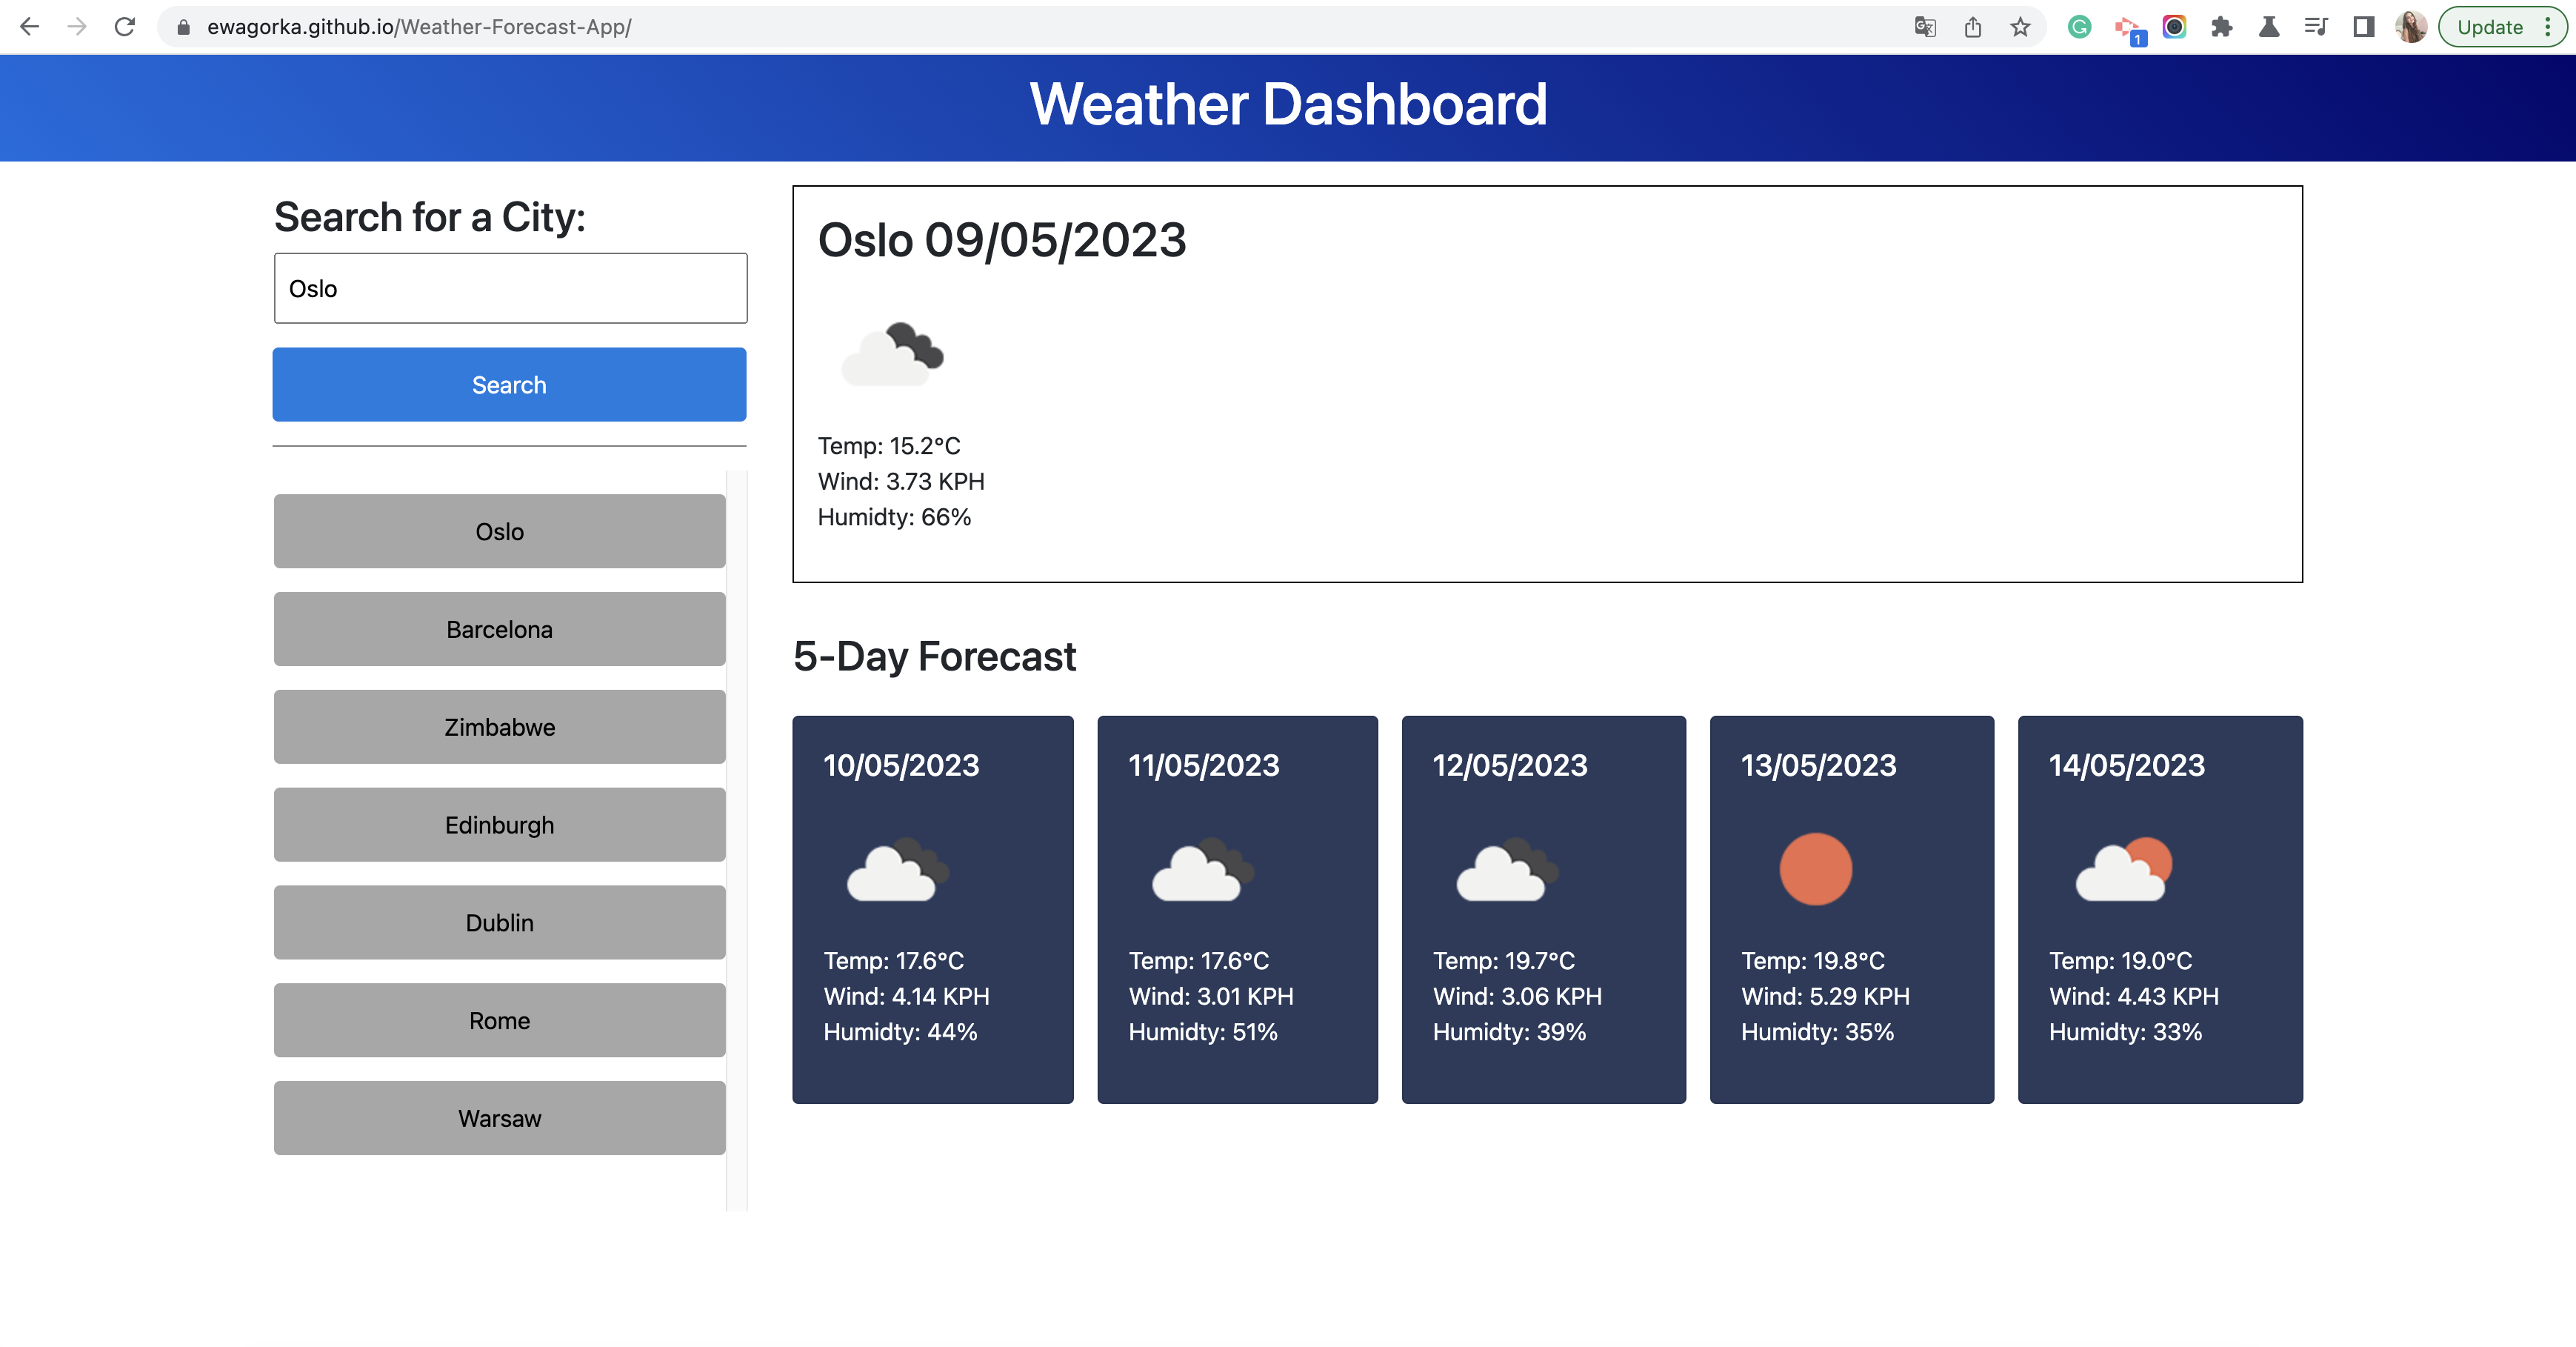 ewagorka.github.io/Weather-Forecast-App/
1
Update
Weather Dashboard
Search for a City:
Oslo
Search
Oslo
Barcelona
Zimbabwe
Edinburgh
Dublin
Rome
Warsaw
Oslo 09/05/2023
Temp: 15.2°C
Wind: 3.73 KPH
Humidty: 66%
5-Day Forecast
10/05/2023
Temp: 17.6°C
Wind: 4.14 KPH
Humidty: 44%
11/05/2023
Temp: 17.6°C
Wind: 3.01 KPH
Humidty: 51%
12/05/2023
Temp: 19.7°C
Wind: 3.06 KPH
Humidty: 39%
13/05/2023
Temp: 19.8°C
Wind: 5.29 KPH
Humidty: 35%
14/05/2023
Temp: 19.0°C
Wind: 4.43 KPH
Humidty: 33%